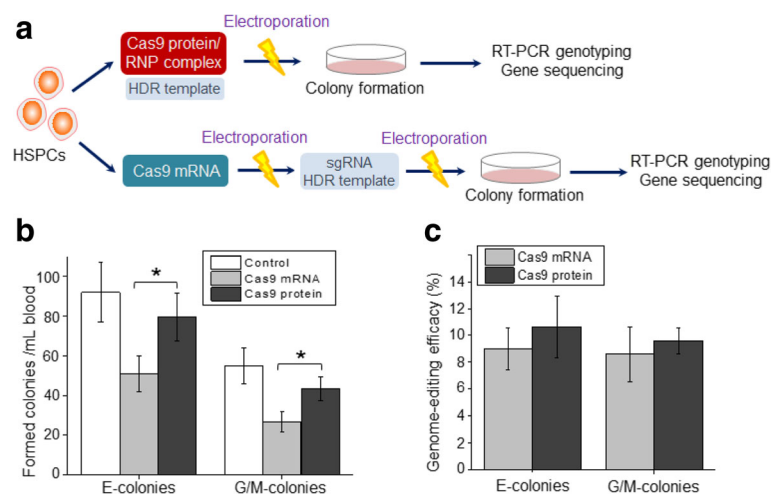 a
Electroporation
Cas9 protein/
RNP complex
HDR template
Colony formation
RT-PCR genotyping
Gene sequencing
HSPCs
Cas9 mRNA
Electroporation
sgRNA
HDR template
Electroporation
Colony formation
RT-PCR genotyping
Gene sequencing
b
Formed colonies /mL blood
100
80
60
40
20
0
Control
Cas9 mRNA
Cas9 protein
*
*
E-colonies
G/M-colonies
c
Genome-editing efficacy (%)
14
12
10
8
6
4
2
0
Cas9 mRNA
Cas9 protein
E-colonies
G/M-colonies